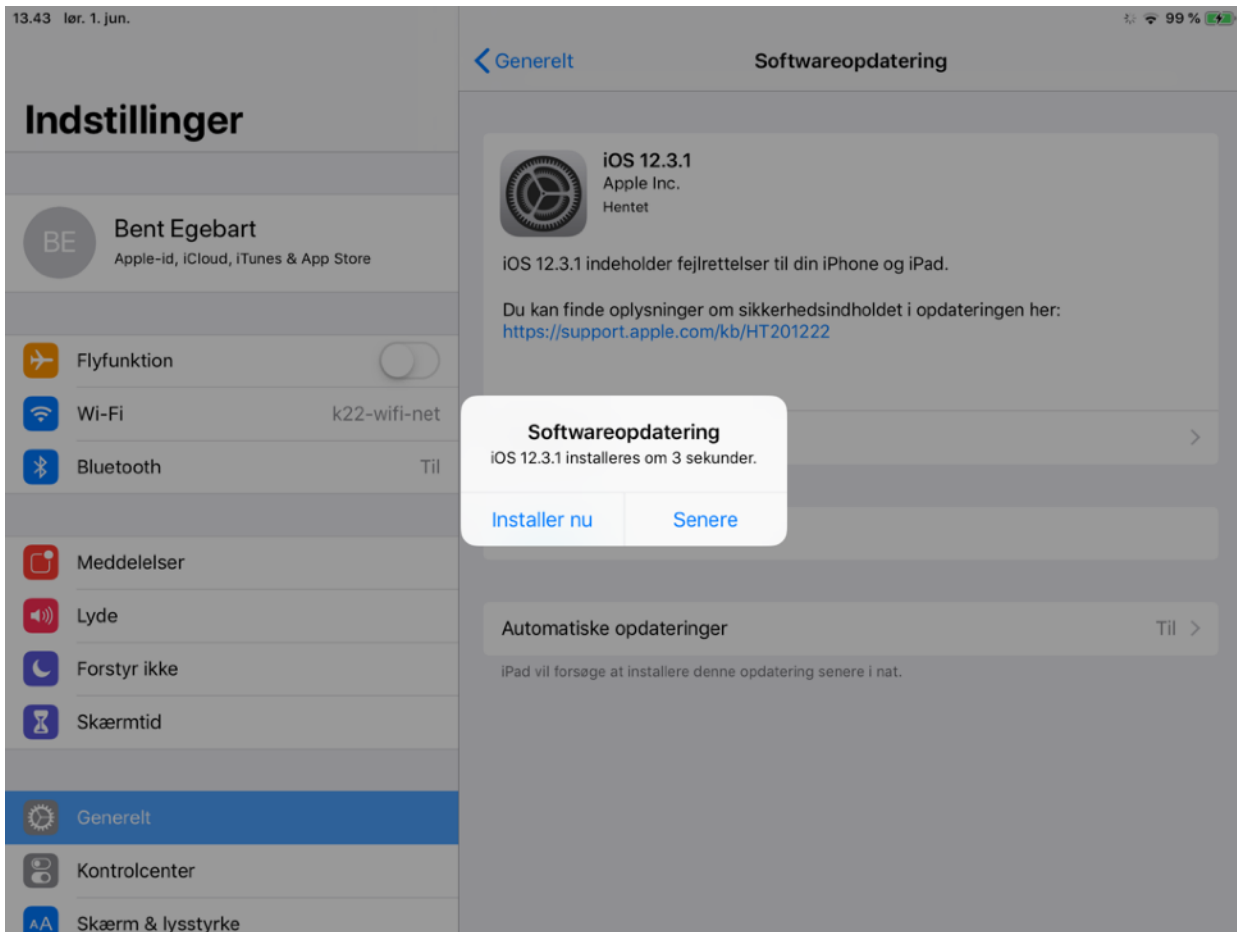 13.43 lør. 1. jun.
99 %
Indstillinger
BE
Bent Egebart
Apple-id, iCloud, iTunes & App Store
Flyfunktion
Wi-Fi k22-wifi-net
Bluetooth Til
Meddelelser
Lyde
Forstyr ikke
Skærmtid
Generelt
Kontrolcenter
AA Skærm & lysstyrke
Generelt Softwareopdatering
iOS 12.3.1
Apple Inc.
Hentet
iOS 12.3.1 indeholder fejlrettelser til din iPhone og iPad.
Du kan finde oplysninger om sikkerhedsindholdet i opdateringen her:
https://support.apple.com/kb/HT201222
Softwareopdatering
iOS 12.3.1 installeres om 3 sekunder.
Installer nu Senere
Automatiske opdateringer Til
iPad vil forsøge at installere denne opdatering senere i nat.